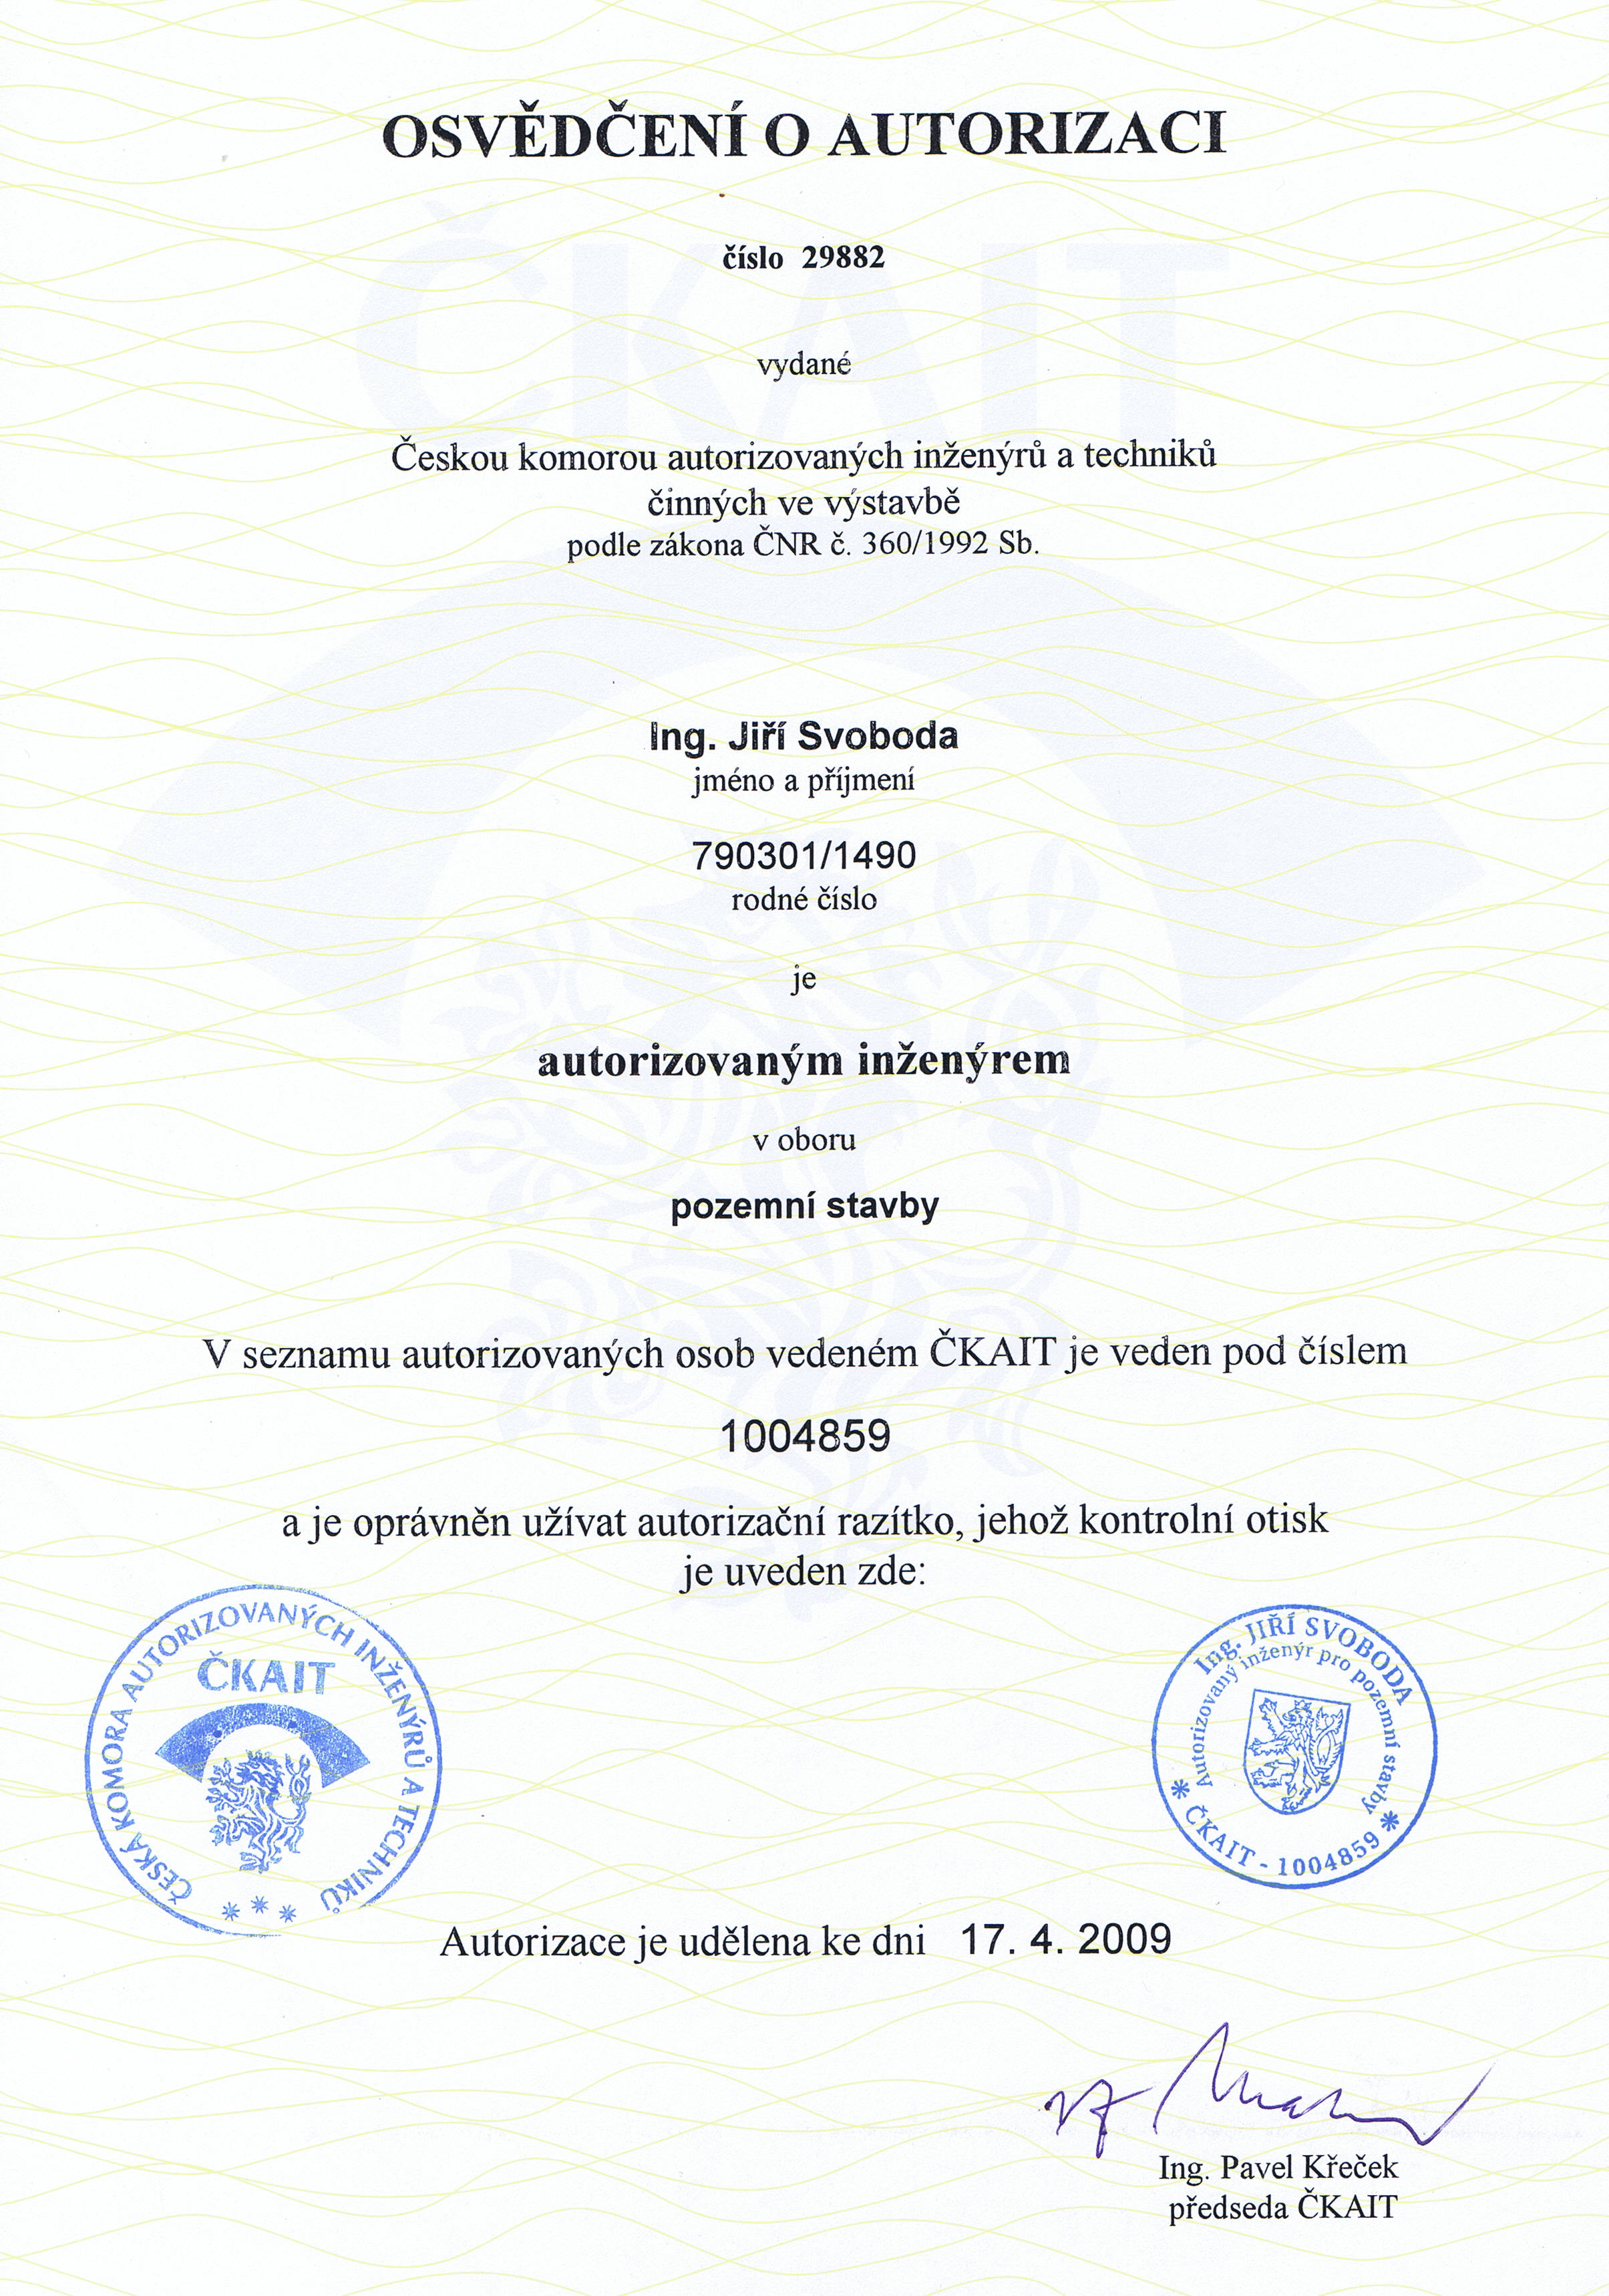 OSVĚDČENÍ O AUTORIZACI
číslo 29882
vydané
Českou komorou autorizovaných inženýrů a techniků
činných ve výstavbě
podle zákona ČNR č. 360/1992 Sb.
Ing. Jiří Svoboda
jméno a příjmení
790301/1490
rodné číslo
je
autorizovaným inženýrem
v oboru
pozemní stavby
V seznamu autorizovaných osob vedeném ČKAIT je veden pod číslem
1004859
a je oprávněn užívat autorizační razítko, jehož kontrolní otisk
je uveden zde:
ČESKÁ KOMORA AUTORIZOVANÝCH INŽENÝRŮ A TECHNIKŮ
ČKAIT
* * *
Ing. JIŘÍ SVOBODA
Autorizovaný inženýr pro pozemní stavby
* ČKAIT - 1004859 *
Autorizace je udělena ke dni 17. 4. 2009
Ing. Pavel Křeček
předseda ČKAIT
ČKAIT